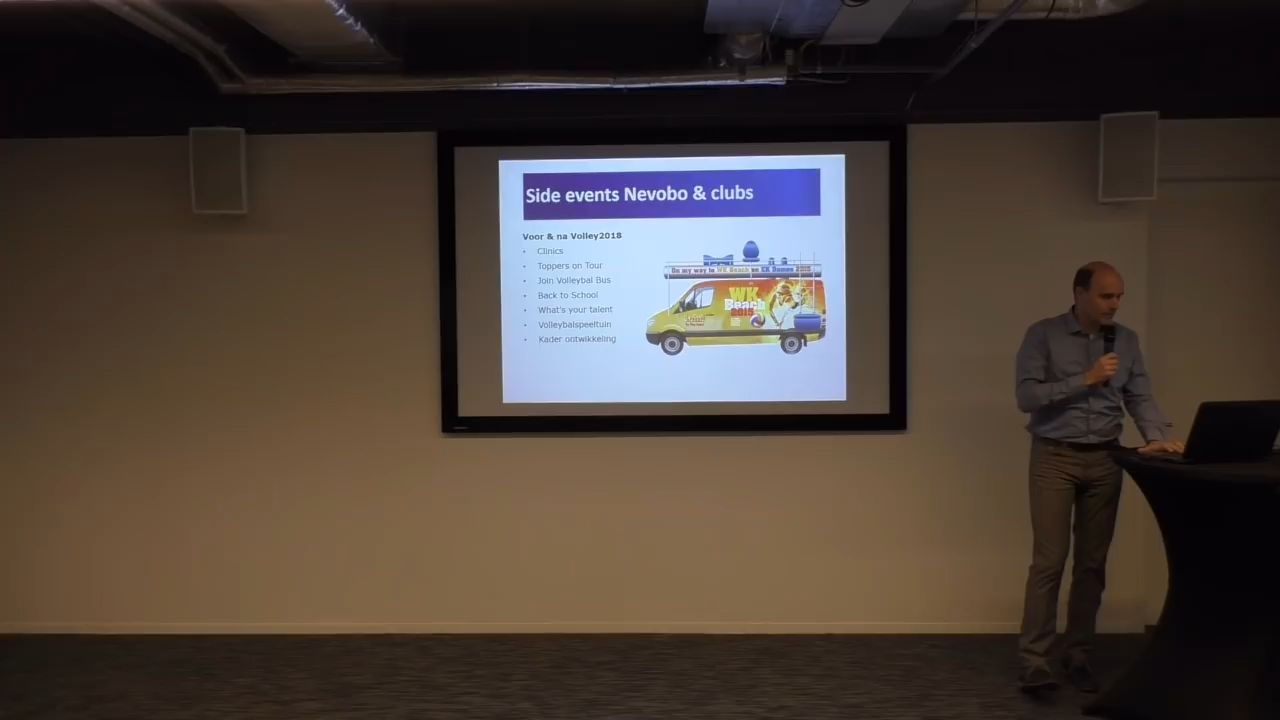 Side events Nevobo & clubs
Voor & na Volley2018
• Clinics
• Toppers on Tour
• Join Volleybal Bus
• Back to School
• What's your talent
• Volleybalspeeltuin
• Kader ontwikkeling
On my way to WK Beach en EK Dames 2015
WK
Beach
2015